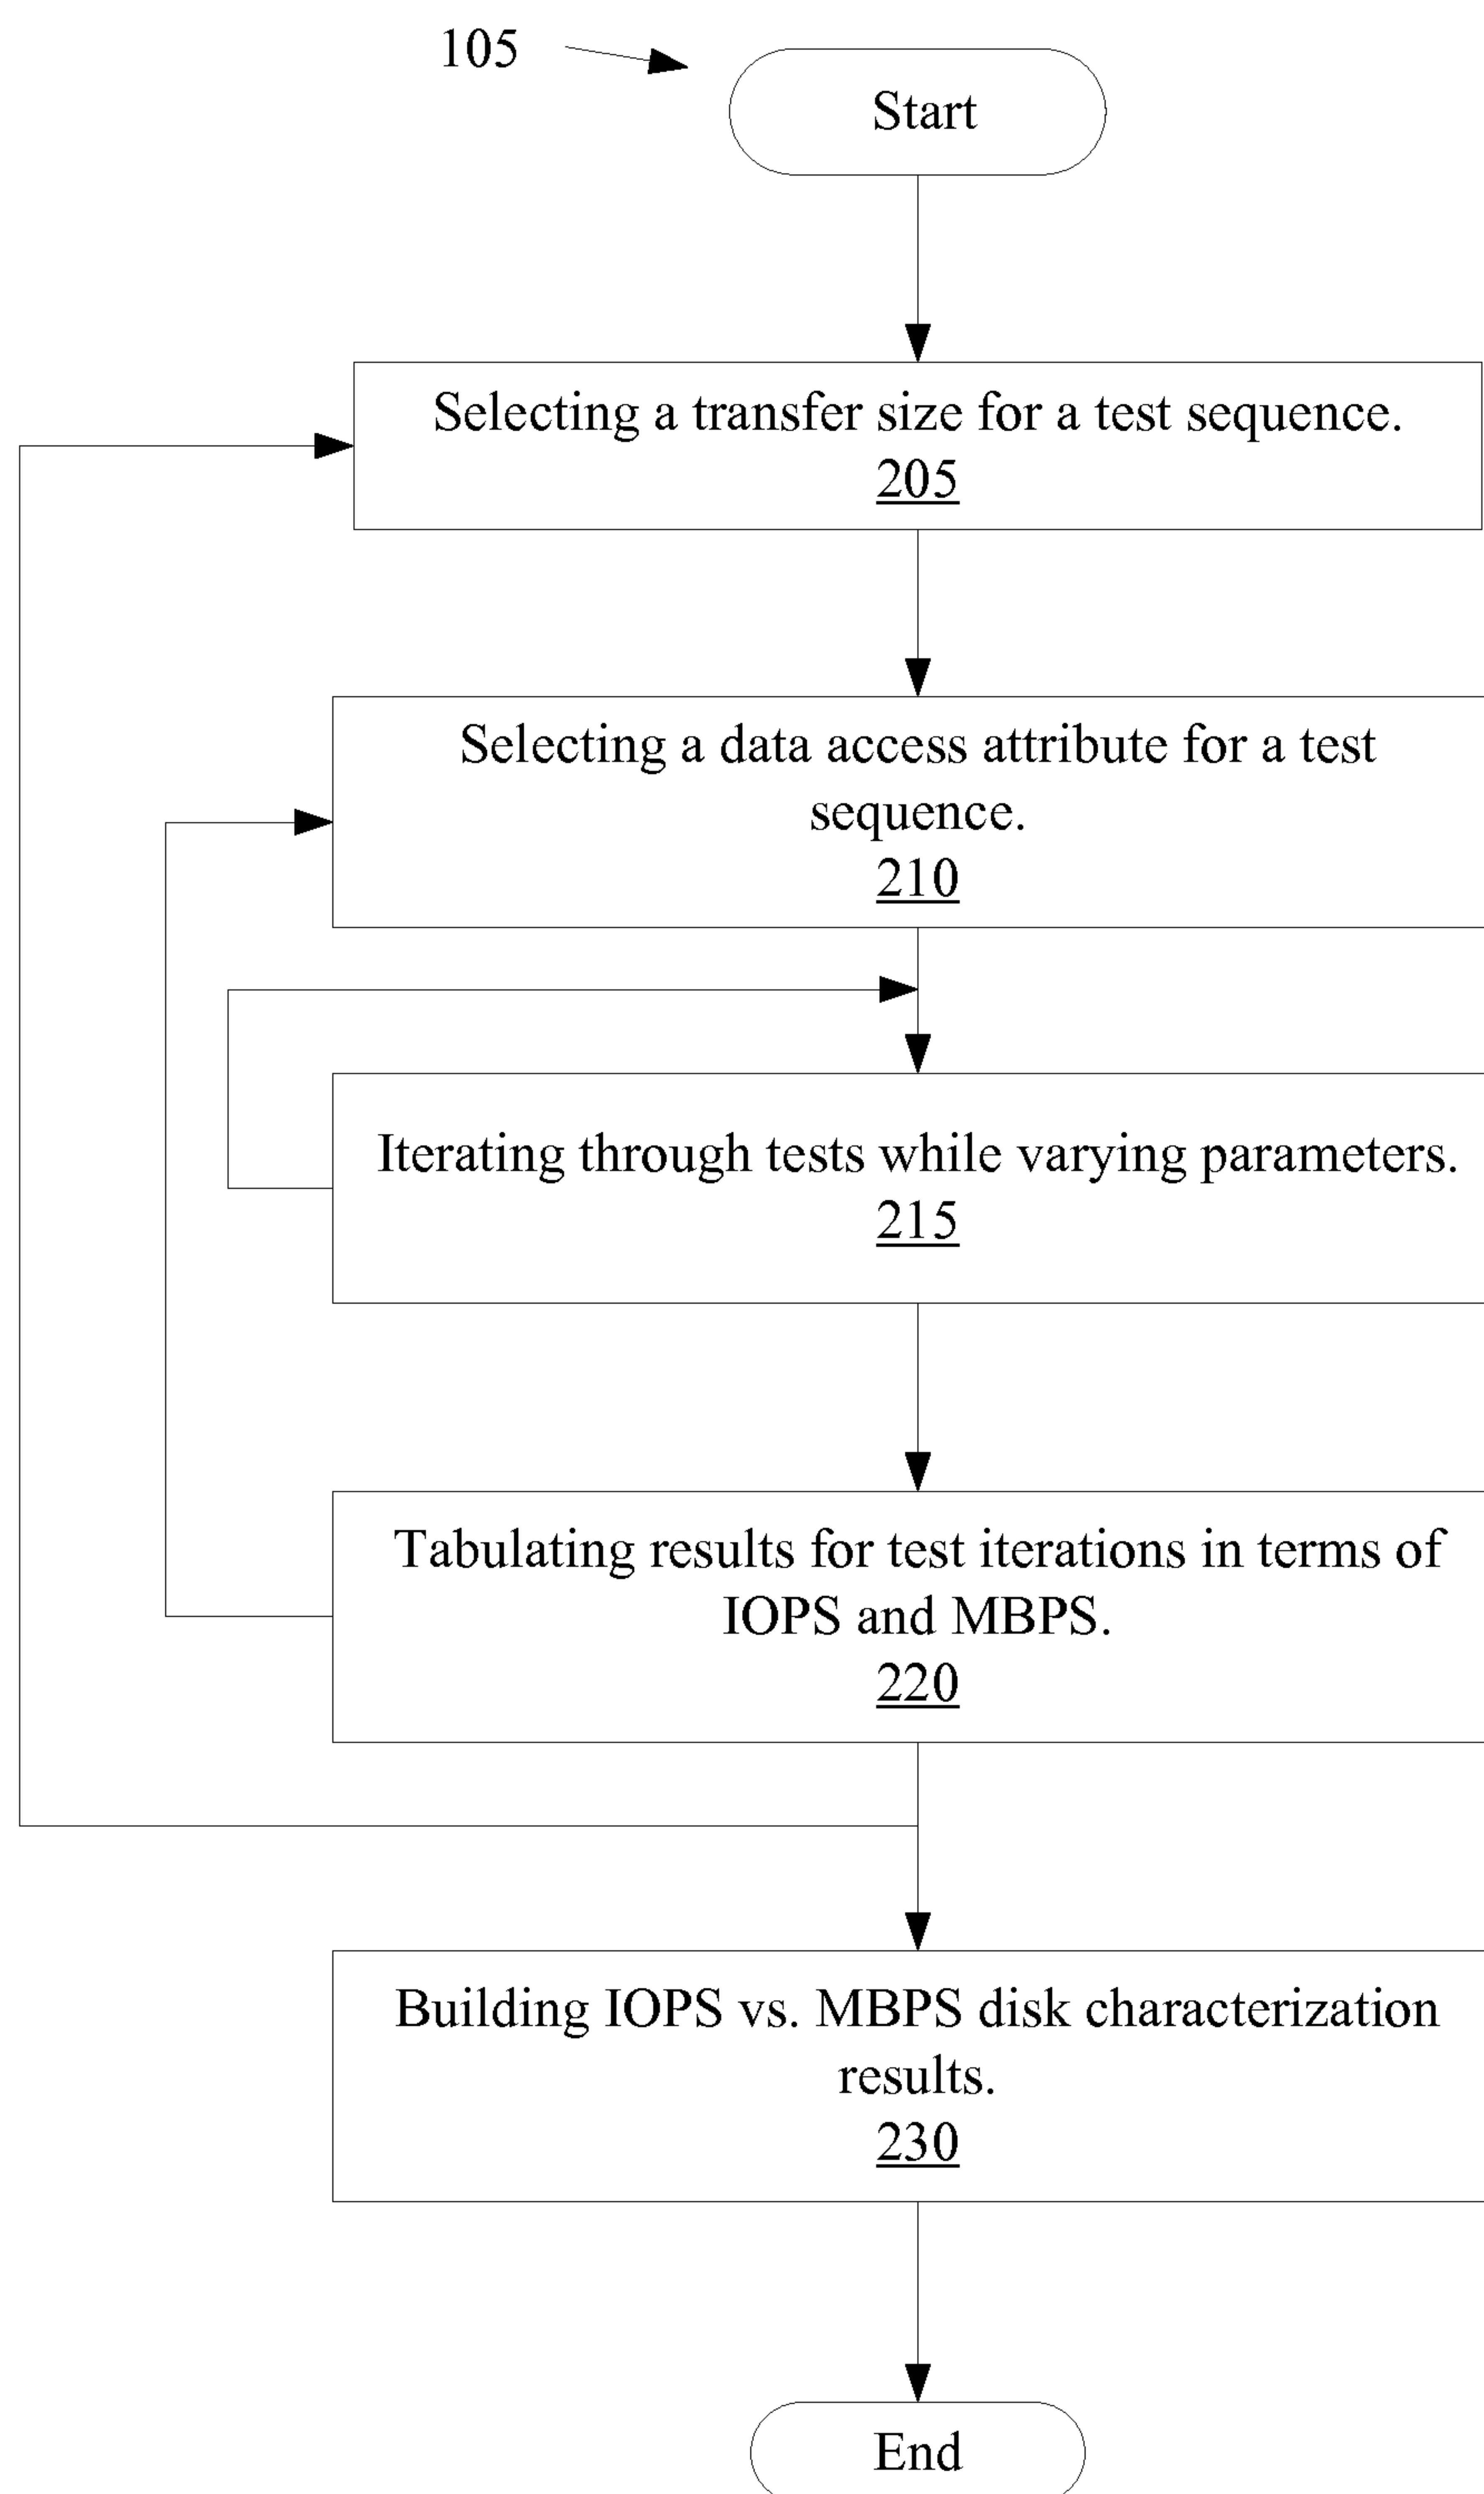 105
Start
Selecting a transfer size for a test sequence.
205
Selecting a data access attribute for a test
sequence.
210
Iterating through tests while varying parameters.
215
Tabulating results for test iterations in terms of
IOPS and MBPS.
220
Building IOPS vs. MBPS disk characterization
results.
230
End